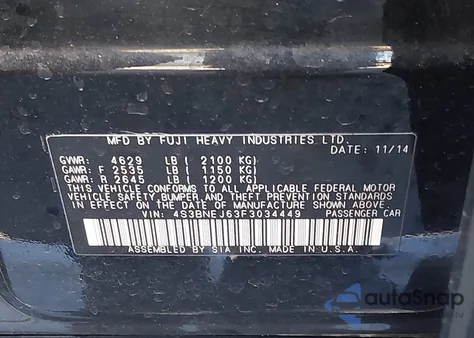 MFD BY FUJI HEAVY INDUSTRIES LTD.
DATE: 11/14
GVWR: 4629 LB ( 2100 KG)
GAWR: F 2535 LB ( 1150 KG)
GAWR: R 2645 LB ( 1200 KG)
THIS VEHICLE CONFORMS TO ALL APPLICABLE FEDERAL MOTOR
VEHICLE SAFETY,BUMPER,AND THEFT PREVENTION STANDARDS
IN EFFECT ON THE DATE OF MANUFACTURE SHOWN ABOVE.
VIN: 4S3BNEJ63F3034449 PASSENGER CAR
ASSEMBLED BY SIA INC. MADE IN U.S.A.
autoSnap